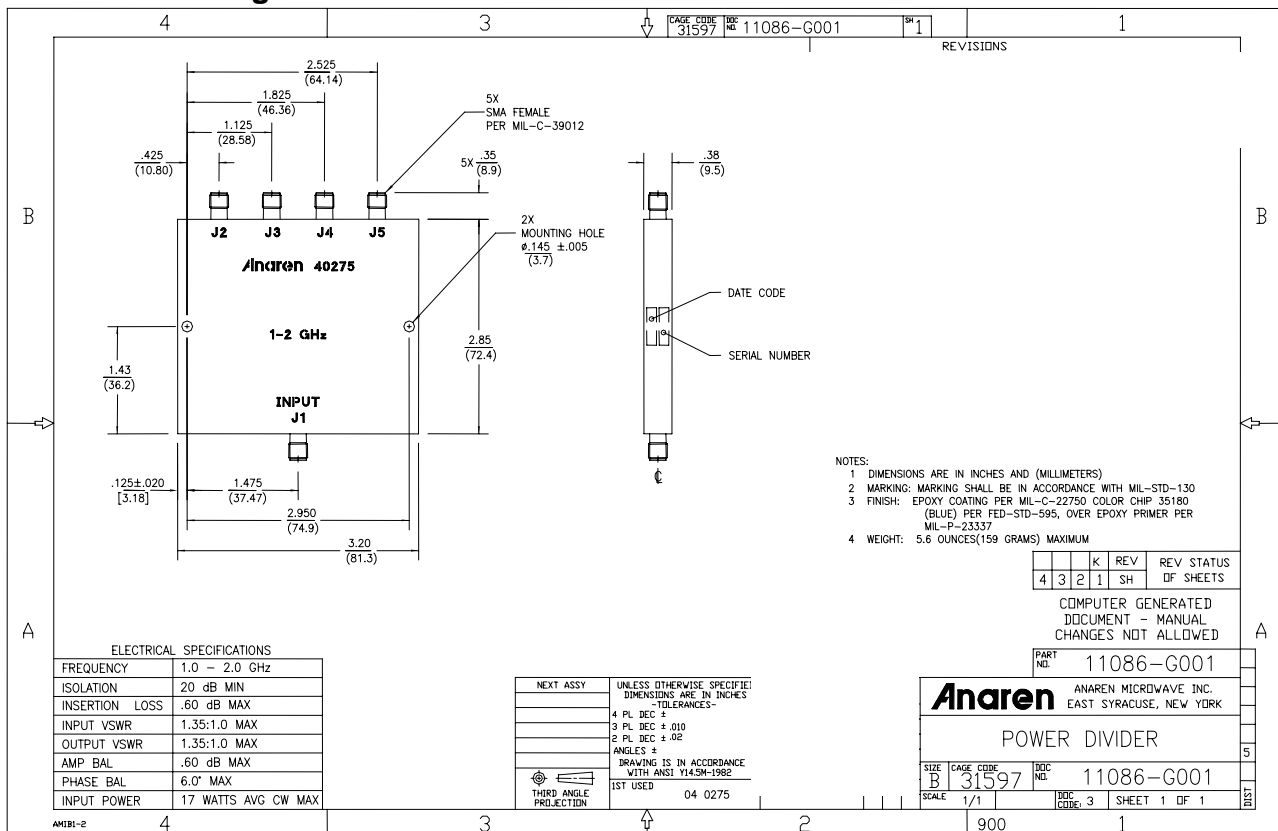 4
3
CAGE CODE 31597
DOC NO. 11086-G001
SH 1
1
REVISIONS
2.525
(64.14)
1.825
(46.36)
1.125
(28.58)
.425
(10.80)
5X
SMA FEMALE
PER MIL-C-39012
5X .35
(8.9)
.38
(9.5)
B
B
J2 J3 J4 J5
2X
MOUNTING HOLE
ø.145 ±.005
(3.7)
Anaren 40275
DATE CODE
1-2 GHz
SERIAL NUMBER
2.85
(72.4)
1.43
(36.2)
INPUT
J1
.125±.020
[3.18]
1.475
(37.47)
2.950
(74.9)
3.20
(81.3)
℄
NOTES:
1 DIMENSIONS ARE IN INCHES AND (MILLIMETERS)
2 MARKING: MARKING SHALL BE IN ACCORDANCE WITH MIL-STD-130
3 FINISH: EPOXY COATING PER MIL-C-22750 COLOR CHIP 35180
(BLUE) PER FED-STD-595, OVER EPOXY PRIMER PER
MIL-P-23337
4 WEIGHT: 5.6 OUNCES(159 GRAMS) MAXIMUM
K REV REV STATUS
4 3 2 1 SH OF SHEETS
COMPUTER GENERATED
DOCUMENT - MANUAL
CHANGES NOT ALLOWED
A
A
ELECTRICAL SPECIFICATIONS
FREQUENCY 1.0 - 2.0 GHz
ISOLATION 20 dB MIN
INSERTION LOSS .60 dB MAX
INPUT VSWR 1.35:1.0 MAX
OUTPUT VSWR 1.35:1.0 MAX
AMP BAL .60 dB MAX
PHASE BAL 6.0° MAX
INPUT POWER 17 WATTS AVG CW MAX
NEXT ASSY
UNLESS OTHERWISE SPECIFIE
DIMENSIONS ARE IN INCHES
-TOLERANCES-
4 PL DEC ±
3 PL DEC ± .010
2 PL DEC ± .02
ANGLES ±
DRAWING IS IN ACCORDANCE
WITH ANSI Y14.5M-1982
THIRD ANGLE
PROJECTION
1ST USED
04 0275
PART NO. 11086-G001
Anaren
ANAREN MICROWAVE INC.
EAST SYRACUSE, NEW YORK
POWER DIVIDER
5
SIZE B
CAGE CODE 31597
DOC NO. 11086-G001
SCALE 1/1
DOC CODE: 3
SHEET 1 OF 1
DIST
AMIB1-2
4
3
2
900
1